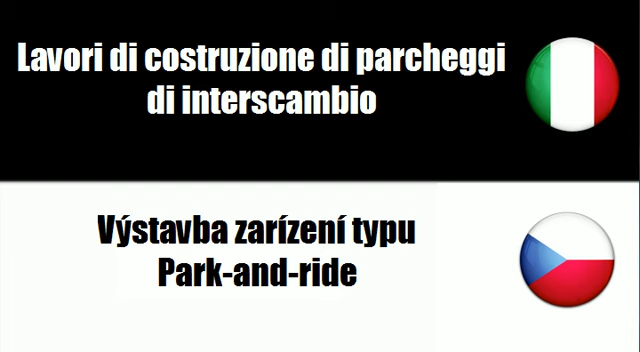 Lavori di costruzione di parcheggi
di interscambio
Výstavba zarízení typu
Park-and-ride